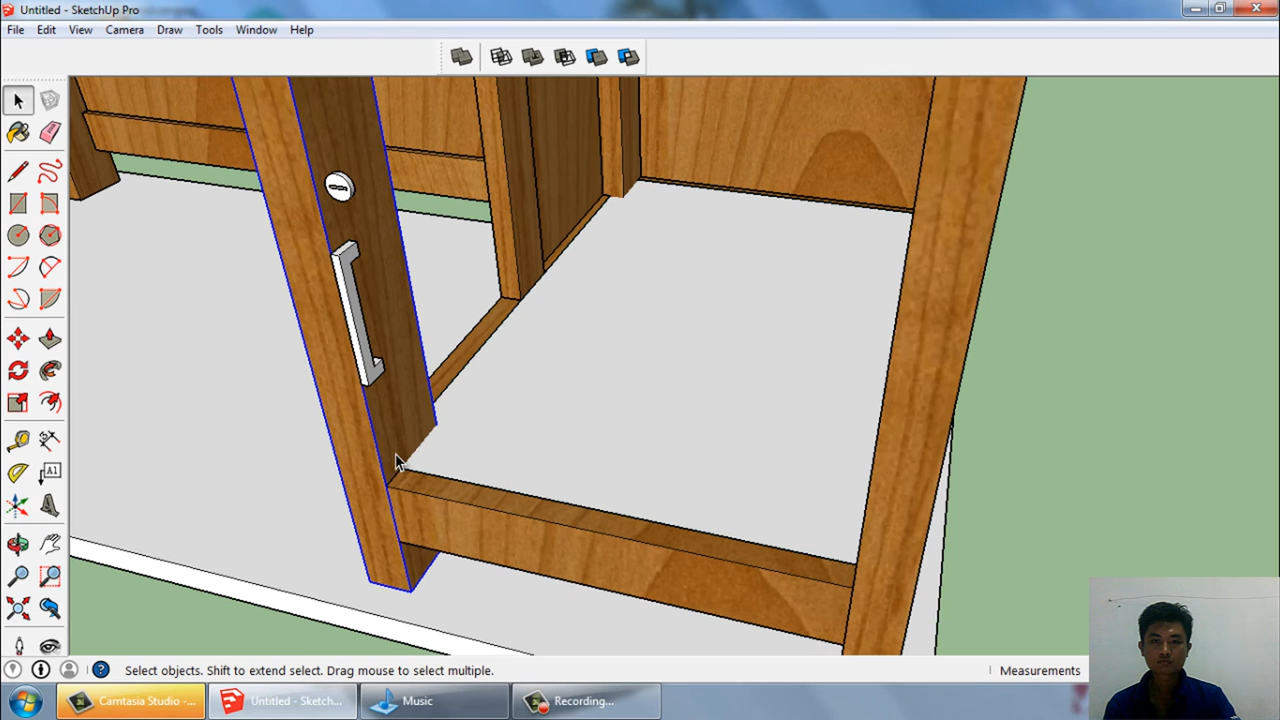 Untitled - SketchUp Pro
File Edit View Camera Draw Tools Window Help
A1
Select objects. Shift to extend select. Drag mouse to select multiple.
Measurements
Camtasia Studio -... Untitled - Sketch... Music Recording...